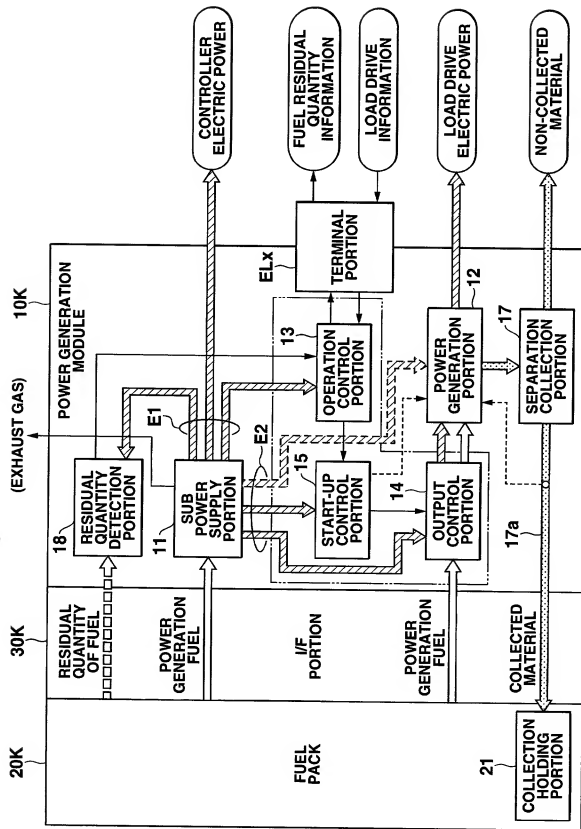 (EXHAUST GAS)
20K
30K
10K
RESIDUAL QUANTITY
OF FUEL
POWER GENERATION
MODULE
18
RESIDUAL
QUANTITY
DETECTION
PORTION
E1
CONTROLLER
ELECTRIC POWER
POWER
GENERATION
FUEL
11
SUB
POWER
SUPPLY
PORTION
E2
13
OPERATION
CONTROL
PORTION
ELx
TERMINAL
PORTION
FUEL RESIDUAL
QUANTITY
INFORMATION
LOAD DRIVE
INFORMATION
FUEL
PACK
I/F
PORTION
15
START-UP
CONTROL
PORTION
POWER
GENERATION
FUEL
14
OUTPUT
CONTROL
PORTION
12
POWER
GENERATION
PORTION
LOAD DRIVE
ELECTRIC
POWER
COLLECTED
MATERIAL
17a
17
SEPARATION
COLLECTION
PORTION
NON-COLLECTED
MATERIAL
21
COLLECTION
HOLDING
PORTION